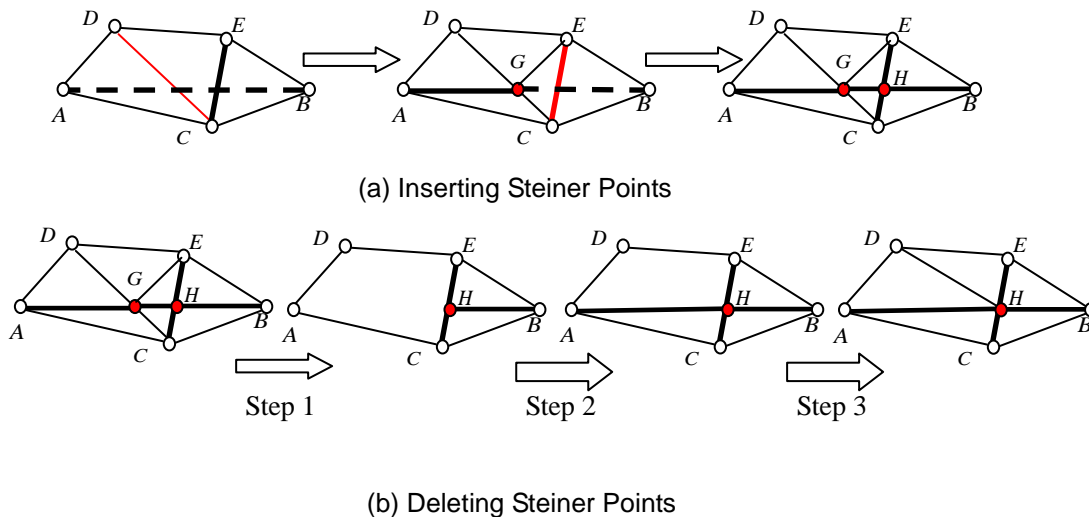 D E E E
D D
G G H
A B A B A B
C C C
(a) Inserting Steiner Points
D E D E D E D E
G H H H H
A B A B A B A B
C C C C
Step 1 Step 2 Step 3
(b) Deleting Steiner Points